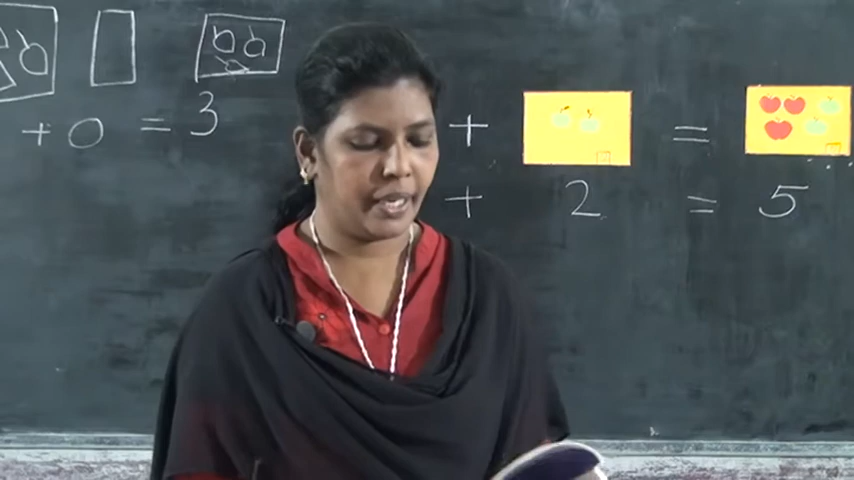 + 0 = 3
+ =
+ 2 = 5